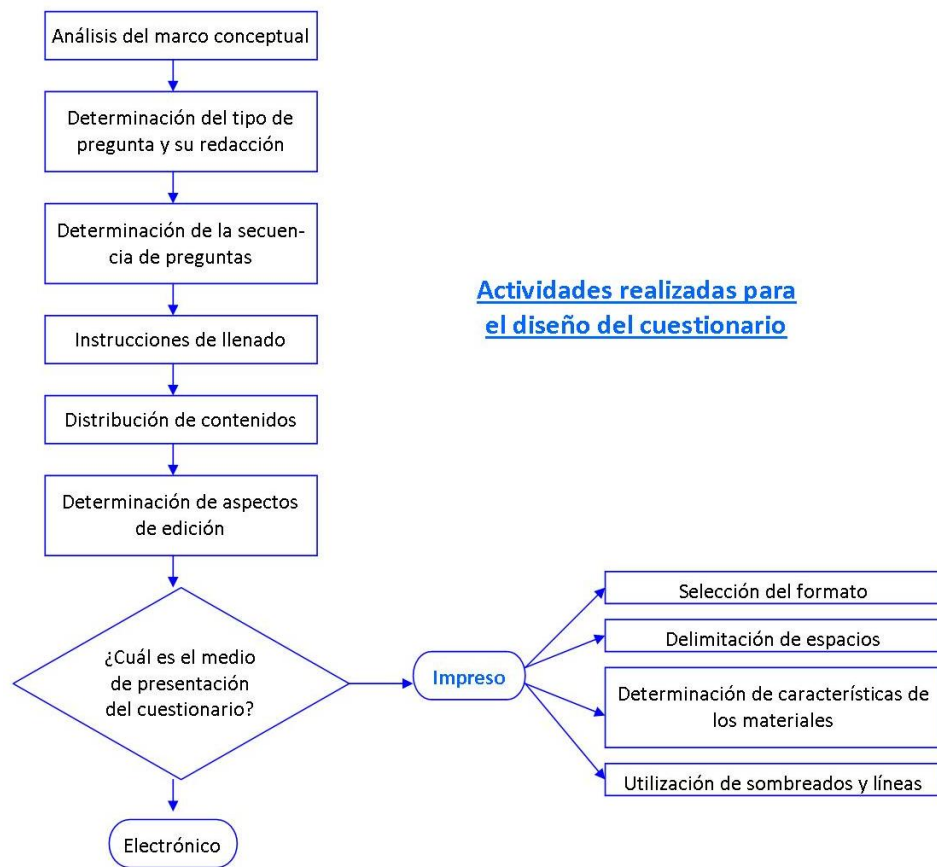 Análisis del marco conceptual
Determinación del tipo de
pregunta y su redacción
Determinación de la secuen-
cia de preguntas
Actividades realizadas para
el diseño del cuestionario
Instrucciones de llenado
Distribución de contenidos
Determinación de aspectos
de edición
¿Cuál es el medio
de presentación
del cuestionario?
Impreso
Selección del formato
Delimitación de espacios
Determinación de características de
los materiales
Utilización de sombreados y líneas
Electrónico